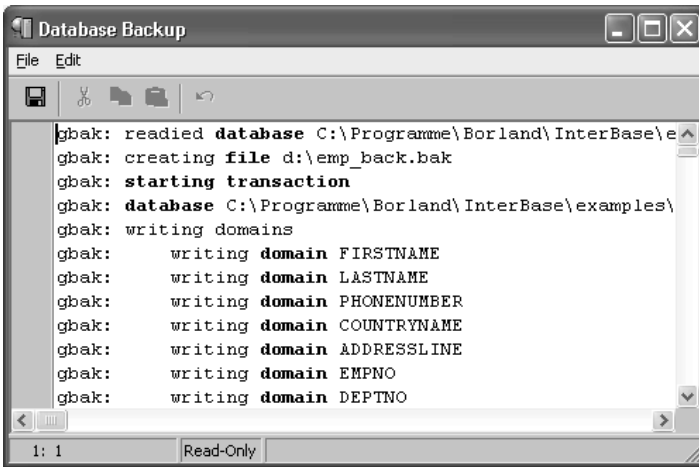 Database Backup
File Edit
gbak: readied database C:\Programme\Borland\InterBase\e
gbak: creating file d:\emp_back.bak
gbak: starting transaction
gbak: database C:\Programme\Borland\InterBase\examples\
gbak: writing domains
gbak:     writing domain FIRSTNAME
gbak:     writing domain LASTNAME
gbak:     writing domain PHONENUMBER
gbak:     writing domain COUNTRYNAME
gbak:     writing domain ADDRESSLINE
gbak:     writing domain EMPNO
gbak:     writing domain DEPTNO
1: 1 Read-Only